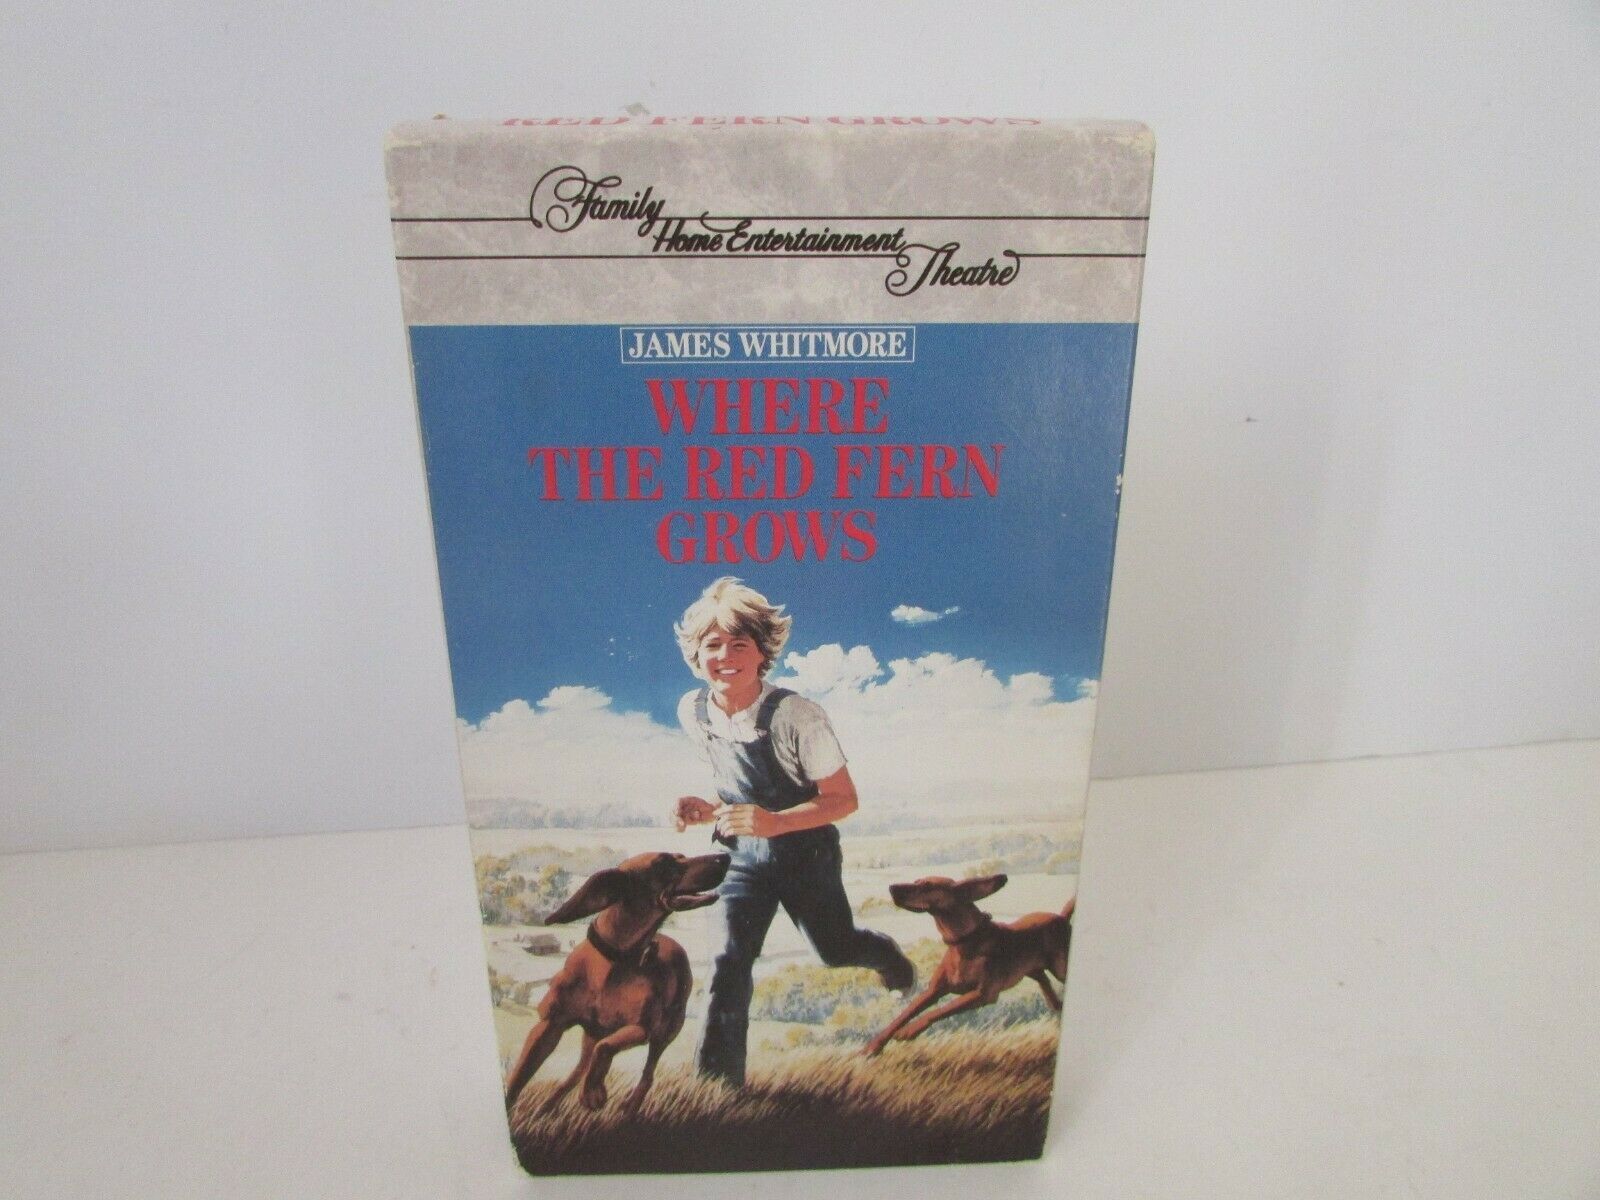 RED FERN GROWS
Family
Home Entertainment
Theatre
JAMES WHITMORE
WHERE
THE RED FERN
GROWS